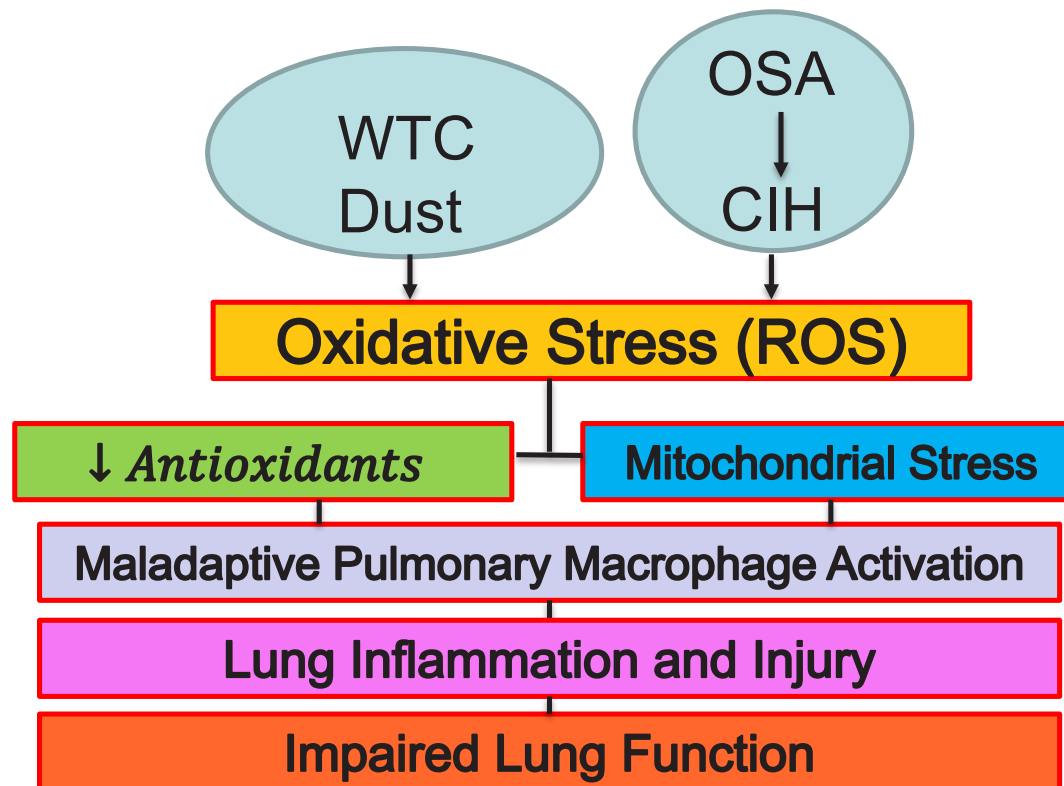 WTC
Dust
OSA
CIH
Oxidative Stress (ROS)
↓ Antioxidants
Mitochondrial Stress
Maladaptive Pulmonary Macrophage Activation
Lung Inflammation and Injury
Impaired Lung Function